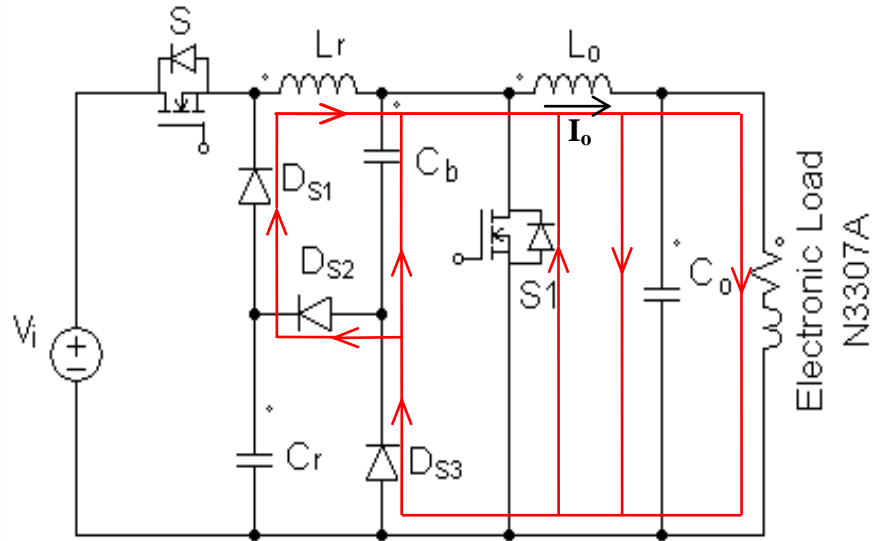 S
Lr
Lo
Io
DS1
Cb
DS2
S1
Co
Vi
Cr
DS3
Electronic Load
N3307A